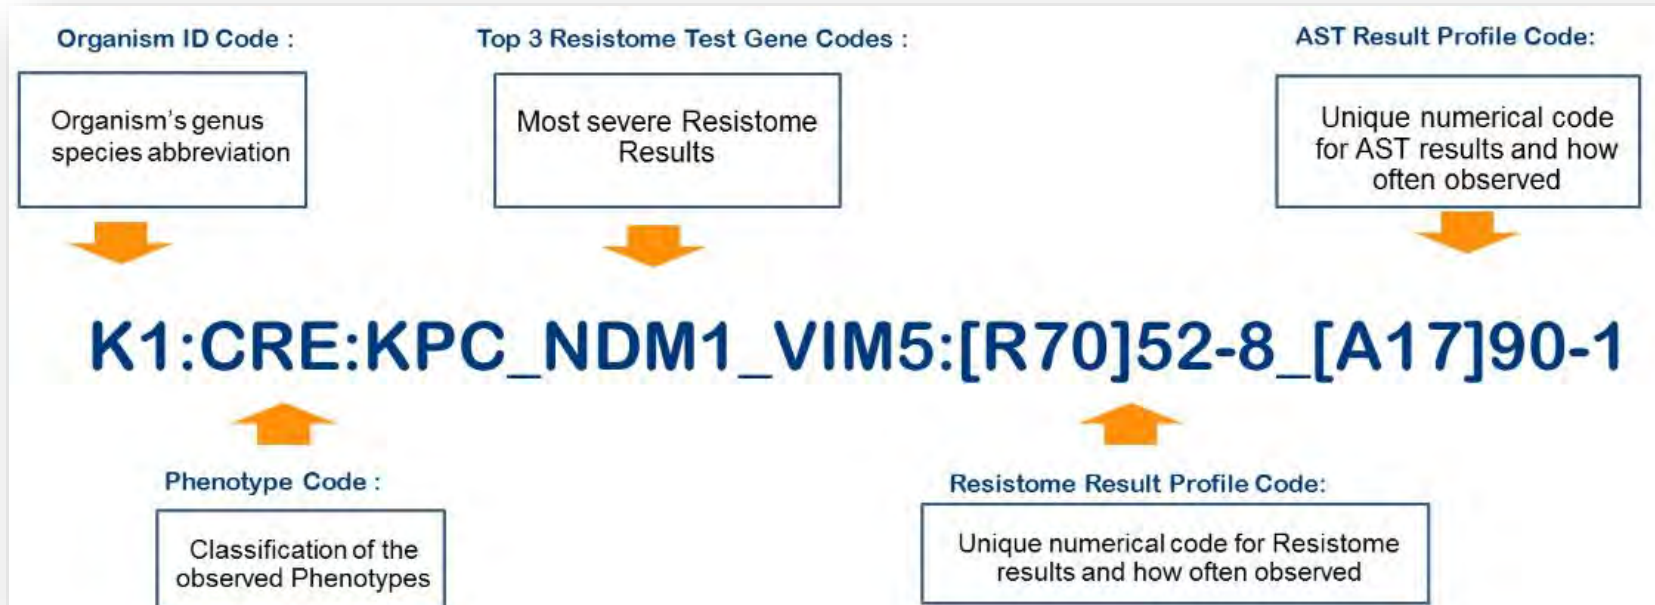 Organism ID Code :
Top 3 Resistome Test Gene Codes :
AST Result Profile Code:
Organism's genus
species abbreviation
Most severe Resistome
Results
Unique numerical code
for AST results and how
often observed
K1:CRE:KPC_NDM1_VIM5:[R70]52-8_[A17]90-1
Phenotype Code :
Resistome Result Profile Code:
Classification of the
observed Phenotypes
Unique numerical code for Resistome
results and how often observed